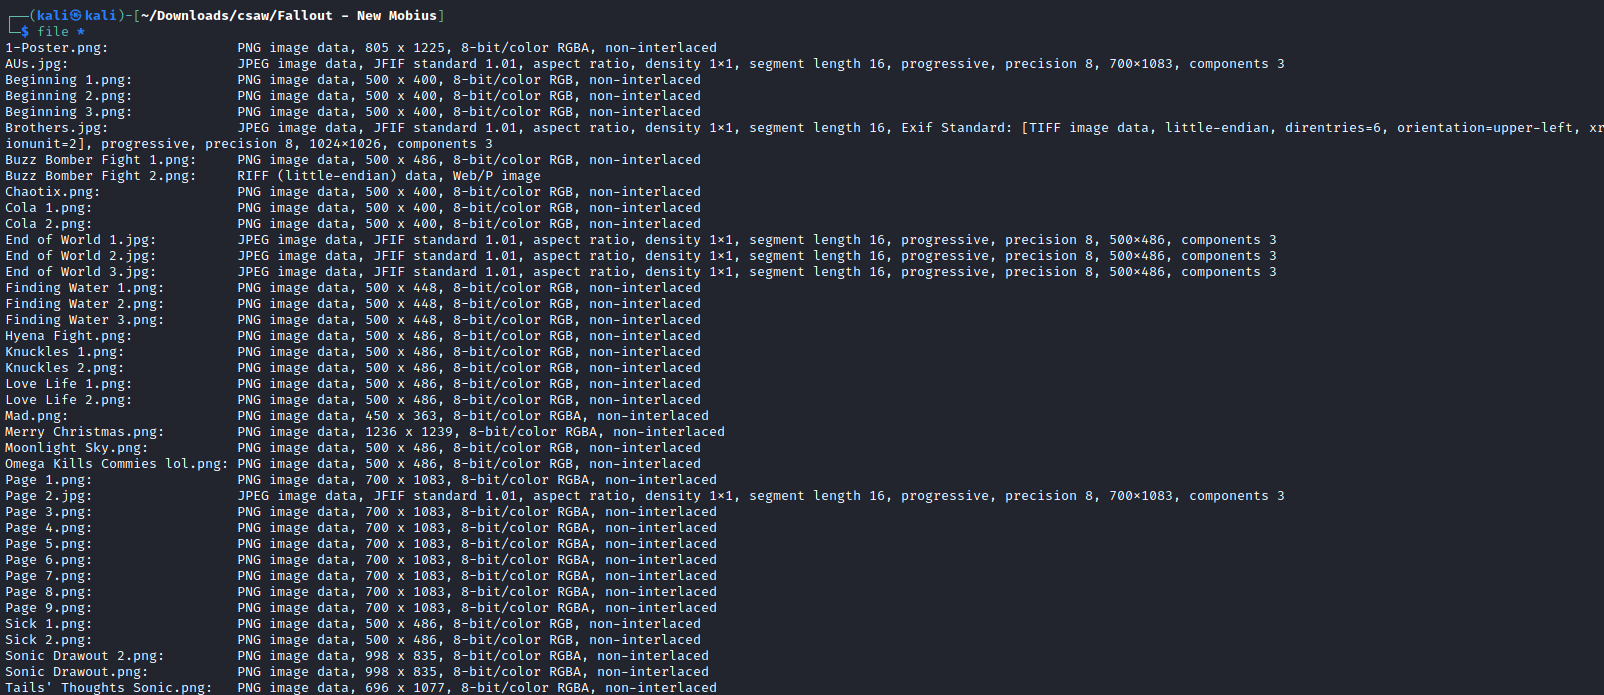 ┌──(kali㉿kali)-[~/Downloads/csaw/Fallout - New Mobius]
└─$ file *
1-Poster.png:                PNG image data, 805 x 1225, 8-bit/color RGBA, non-interlaced
AUs.jpg:                     JPEG image data, JFIF standard 1.01, aspect ratio, density 1×1, segment length 16, progressive, precision 8, 700×1083, components 3
Beginning 1.png:             PNG image data, 500 x 400, 8-bit/color RGB, non-interlaced
Beginning 2.png:             PNG image data, 500 x 400, 8-bit/color RGB, non-interlaced
Beginning 3.png:             PNG image data, 500 x 400, 8-bit/color RGB, non-interlaced
Brothers.jpg:                JPEG image data, JFIF standard 1.01, aspect ratio, density 1×1, segment length 16, Exif Standard: [TIFF image data, little-endian, direntries=6, orientation=upper-left, xr
ionunit=2], progressive, precision 8, 1024×1026, components 3
Buzz Bomber Fight 1.png:     PNG image data, 500 x 486, 8-bit/color RGB, non-interlaced
Buzz Bomber Fight 2.png:     RIFF (little-endian) data, Web/P image
Chaotix.png:                 PNG image data, 500 x 400, 8-bit/color RGB, non-interlaced
Cola 1.png:                  PNG image data, 500 x 400, 8-bit/color RGB, non-interlaced
Cola 2.png:                  PNG image data, 500 x 400, 8-bit/color RGB, non-interlaced
End of World 1.jpg:          JPEG image data, JFIF standard 1.01, aspect ratio, density 1×1, segment length 16, progressive, precision 8, 500×486, components 3
End of World 2.jpg:          JPEG image data, JFIF standard 1.01, aspect ratio, density 1×1, segment length 16, progressive, precision 8, 500×486, components 3
End of World 3.jpg:          JPEG image data, JFIF standard 1.01, aspect ratio, density 1×1, segment length 16, progressive, precision 8, 500×486, components 3
Finding Water 1.png:         PNG image data, 500 x 448, 8-bit/color RGB, non-interlaced
Finding Water 2.png:         PNG image data, 500 x 448, 8-bit/color RGB, non-interlaced
Finding Water 3.png:         PNG image data, 500 x 448, 8-bit/color RGB, non-interlaced
Hyena Fight.png:             PNG image data, 500 x 486, 8-bit/color RGB, non-interlaced
Knuckles 1.png:              PNG image data, 500 x 486, 8-bit/color RGB, non-interlaced
Knuckles 2.png:              PNG image data, 500 x 486, 8-bit/color RGB, non-interlaced
Love Life 1.png:             PNG image data, 500 x 486, 8-bit/color RGB, non-interlaced
Love Life 2.png:             PNG image data, 500 x 486, 8-bit/color RGB, non-interlaced
Mad.png:                     PNG image data, 450 x 363, 8-bit/color RGBA, non-interlaced
Merry Christmas.png:         PNG image data, 1236 x 1239, 8-bit/color RGBA, non-interlaced
Moonlight Sky.png:           PNG image data, 500 x 486, 8-bit/color RGB, non-interlaced
Omega Kills Commies lol.png: PNG image data, 500 x 486, 8-bit/color RGB, non-interlaced
Page 1.png:                  PNG image data, 700 x 1083, 8-bit/color RGBA, non-interlaced
Page 2.jpg:                  JPEG image data, JFIF standard 1.01, aspect ratio, density 1×1, segment length 16, progressive, precision 8, 700×1083, components 3
Page 3.png:                  PNG image data, 700 x 1083, 8-bit/color RGBA, non-interlaced
Page 4.png:                  PNG image data, 700 x 1083, 8-bit/color RGBA, non-interlaced
Page 5.png:                  PNG image data, 700 x 1083, 8-bit/color RGBA, non-interlaced
Page 6.png:                  PNG image data, 700 x 1083, 8-bit/color RGBA, non-interlaced
Page 7.png:                  PNG image data, 700 x 1083, 8-bit/color RGBA, non-interlaced
Page 8.png:                  PNG image data, 700 x 1083, 8-bit/color RGBA, non-interlaced
Page 9.png:                  PNG image data, 700 x 1083, 8-bit/color RGBA, non-interlaced
Sick 1.png:                  PNG image data, 500 x 486, 8-bit/color RGB, non-interlaced
Sick 2.png:                  PNG image data, 500 x 486, 8-bit/color RGB, non-interlaced
Sonic Drawout 2.png:         PNG image data, 998 x 835, 8-bit/color RGBA, non-interlaced
Sonic Drawout.png:           PNG image data, 998 x 835, 8-bit/color RGBA, non-interlaced
Tails' Thoughts Sonic.png:   PNG image data, 696 x 1077, 8-bit/color RGBA, non-interlaced